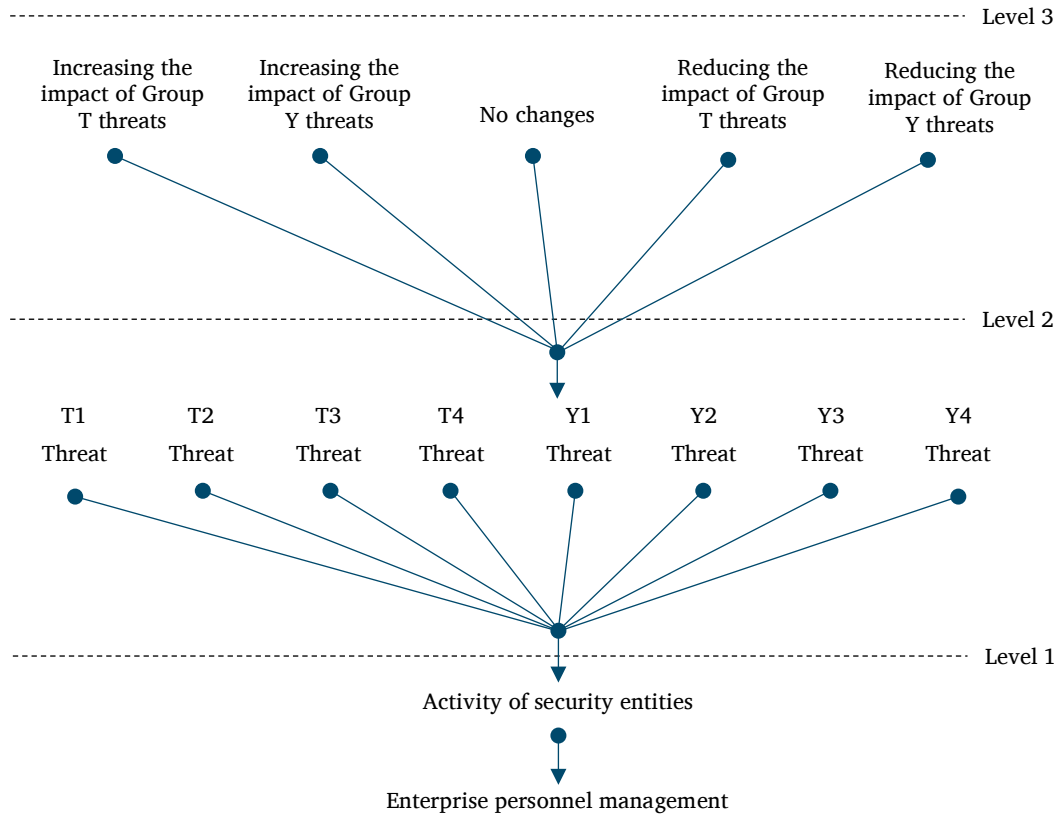 Level 3
Increasing the
impact of Group
T threats
Increasing the
impact of Group
Y threats
No changes
Reducing the
impact of Group
T threats
Reducing the
impact of Group
Y threats
Level 2
T1
Threat
T2
Threat
T3
Threat
T4
Threat
Y1
Threat
Y2
Threat
Y3
Threat
Y4
Threat
Level 1
Activity of security entities
Enterprise personnel management